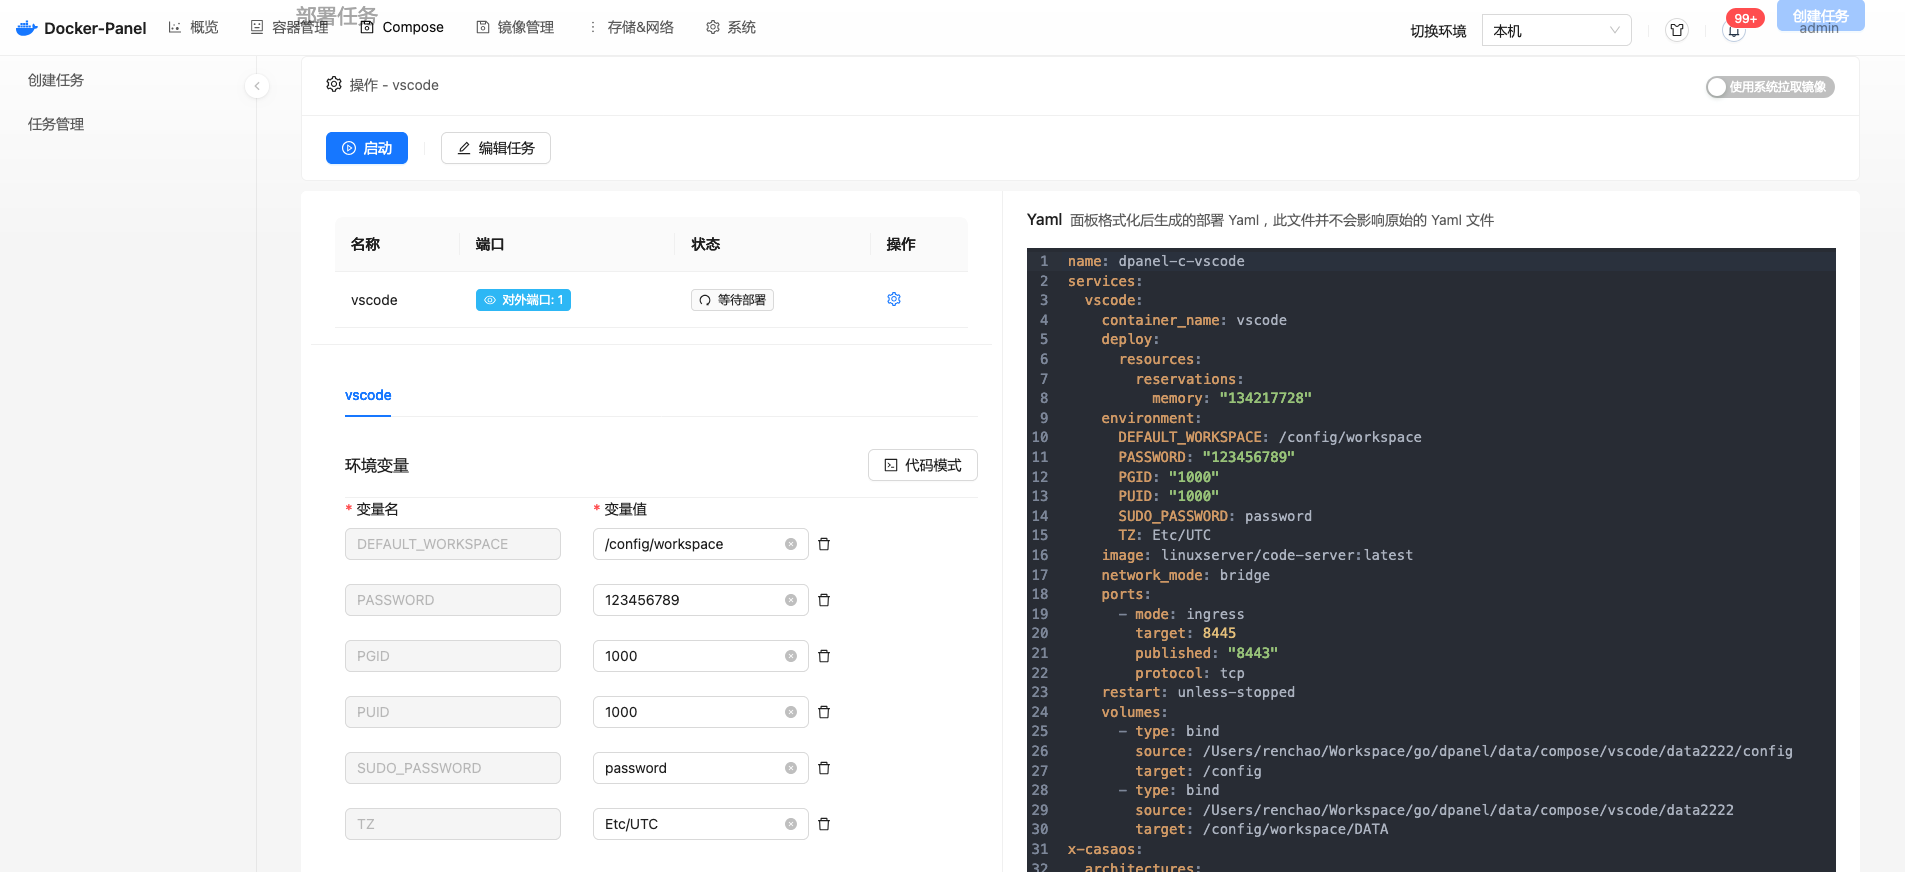 Docker-Panel
概览
容器管理
部署任务
Compose
镜像管理
存储&网络
系统
切换环境
本机
99+
创建任务
admin
创建任务
任务管理
操作 - vscode
使用系统拉取镜像
启动
编辑任务
名称 端口 状态 操作
vscode 对外端口: 1 等待部署
vscode
环境变量
代码模式
* 变量名 * 变量值
DEFAULT_WORKSPACE /config/workspace
PASSWORD 123456789
PGID 1000
PUID 1000
SUDO_PASSWORD password
TZ Etc/UTC
Yaml 面板格式化后生成的部署 Yaml，此文件并不会影响原始的 Yaml 文件
1 name: dpanel-c-vscode
2 services:
3 vscode:
4 container_name: vscode
5 deploy:
6 resources:
7 reservations:
8 memory: "134217728"
9 environment:
10 DEFAULT_WORKSPACE: /config/workspace
11 PASSWORD: "123456789"
12 PGID: "1000"
13 PUID: "1000"
14 SUDO_PASSWORD: password
15 TZ: Etc/UTC
16 image: linuxserver/code-server:latest
17 network_mode: bridge
18 ports:
19 - mode: ingress
20 target: 8445
21 published: "8443"
22 protocol: tcp
23 restart: unless-stopped
24 volumes:
25 - type: bind
26 source: /Users/renchao/Workspace/go/dpanel/data/compose/vscode/data2222/config
27 target: /config
28 - type: bind
29 source: /Users/renchao/Workspace/go/dpanel/data/compose/vscode/data2222
30 target: /config/workspace/DATA
31 x-casaos:
32 architectures: